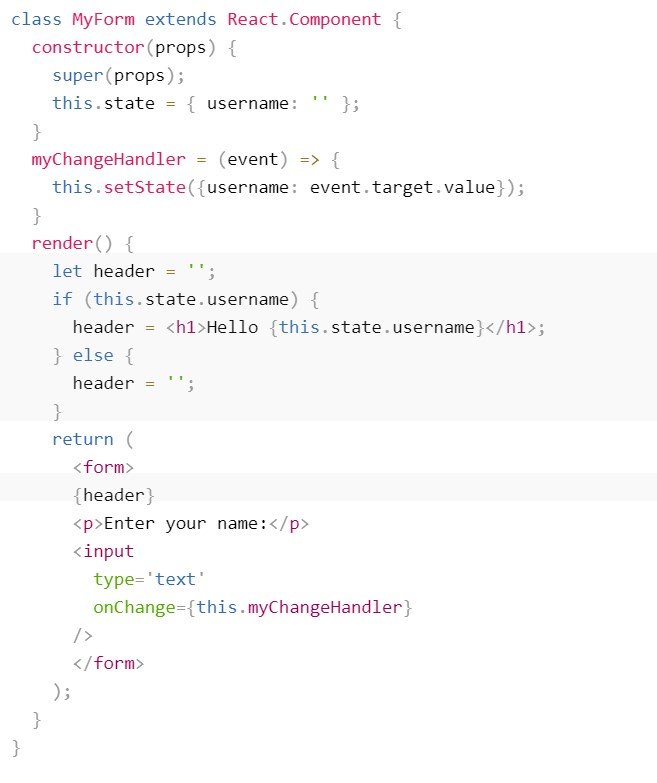 class MyForm extends React.Component {
  constructor(props) {
    super(props);
    this.state = { username: '' };
  }
  myChangeHandler = (event) => {
    this.setState({username: event.target.value});
  }
  render() {
    let header = '';
    if (this.state.username) {
      header = <h1>Hello {this.state.username}</h1>;
    } else {
      header = '';
    }
    return (
      <form>
      {header}
      <p>Enter your name:</p>
      <input
        type='text'
        onChange={this.myChangeHandler}
      />
      </form>
    );
  }
}